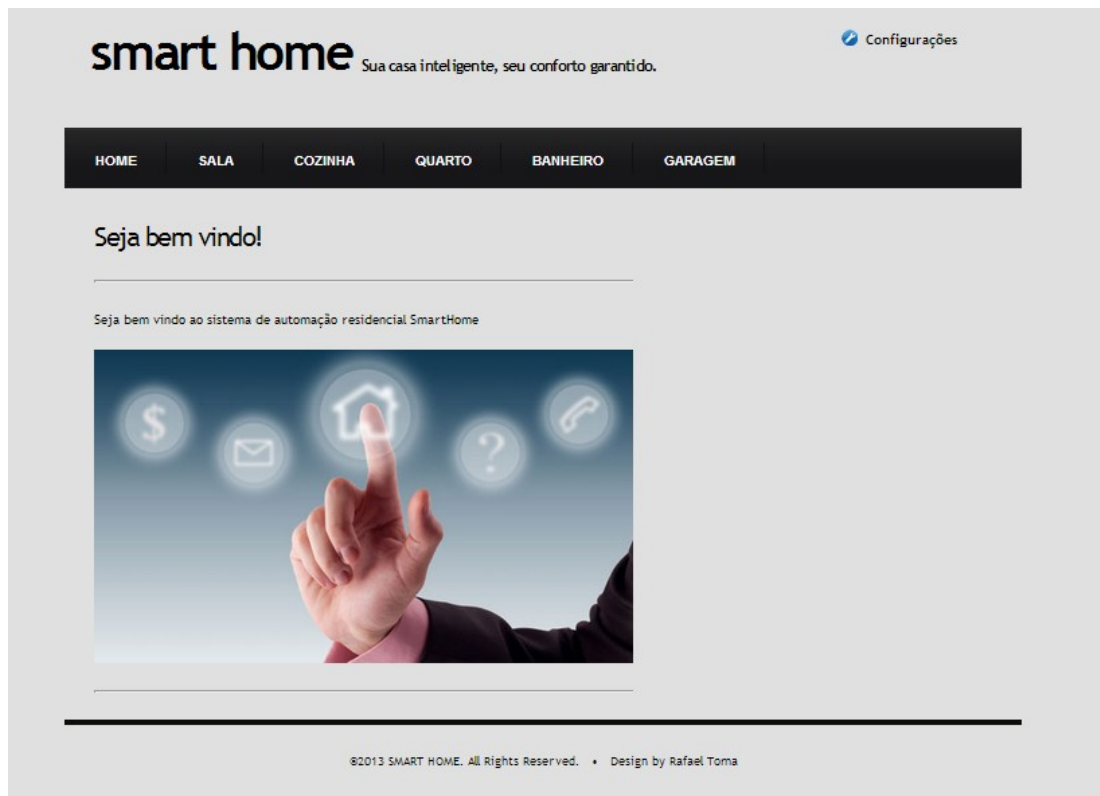 smart home Sua casa inteligente, seu conforto garantido.
Configurações
HOME SALA COZINHA QUARTO BANHEIRO GARAGEM
Seja bem vindo!
Seja bem vindo ao sistema de automação residencial SmartHome
$ ?
©2013 SMART HOME. All Rights Reserved. • Design by Rafael Toma